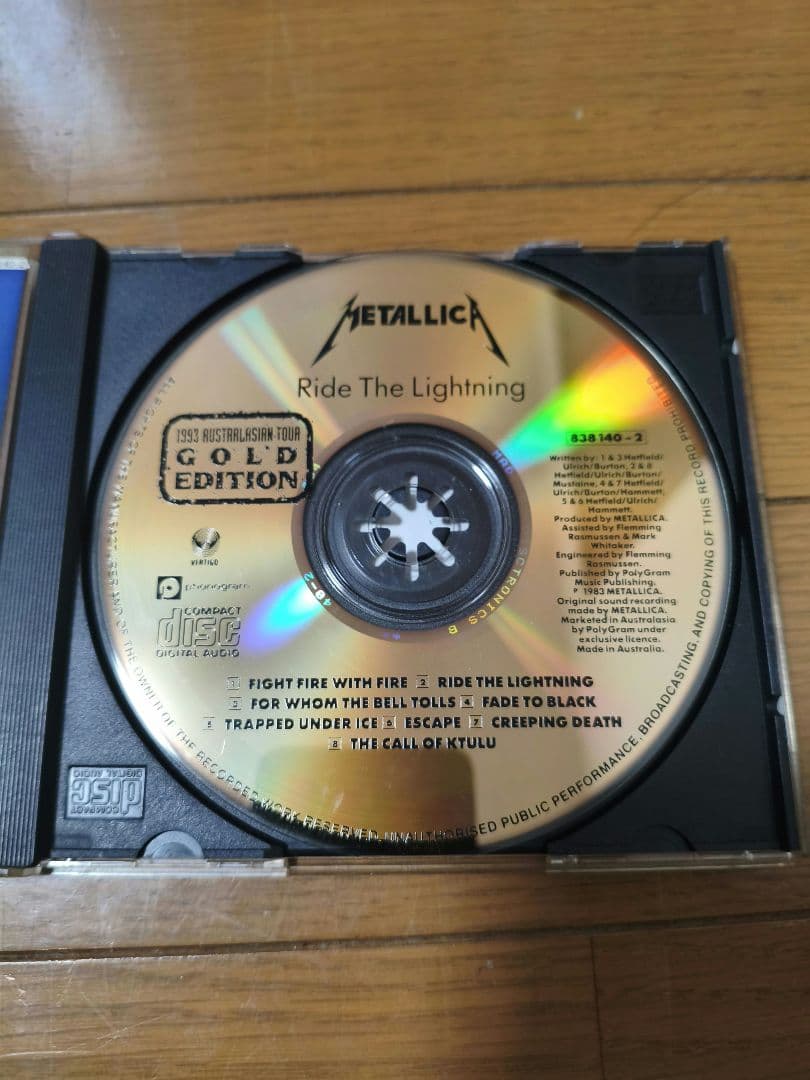 METALLICA
Ride The Lightning
1993 AUSTRALASIAN TOUR
GOLD
EDITION
VERTIGO
phonogram
COMPACT
disc
DIGITAL AUDIO
838 140-2
Written by: 1 & 3 Hetfield/
Ulrich/Burton, 2 & 8
Hetfield/Ulrich/Burton/
Mustaine, 4 & 7 Hetfield/
Ulrich/Burton/Hammett,
5 & 6 Hetfield/Ulrich/
Hammett.
Produced by METALLICA.
Assisted by Flemming
Rasmussen & Mark
Whitaker.
Engineered by Flemming
Rasmussen.
Published by PolyGram
Music Publishing.
℗ 1983 METALLICA.
Original sound recording
made by METALLICA.
Marketed in Australasia
by PolyGram under
exclusive licence.
Made in Australia.
1 FIGHT FIRE WITH FIRE 2 RIDE THE LIGHTNING
3 FOR WHOM THE BELL TOLLS 4 FADE TO BLACK
5 TRAPPED UNDER ICE 6 ESCAPE 7 CREEPING DEATH
8 THE CALL OF KTULU
THE OWNER OF THE RECORDED WORK RESERVED. UNAUTHORISED PUBLIC PERFORMANCE, BROADCASTING, AND COPYING OF THIS RECORD PROHIBITED
COMPACT
disc
DIGITAL AUDIO